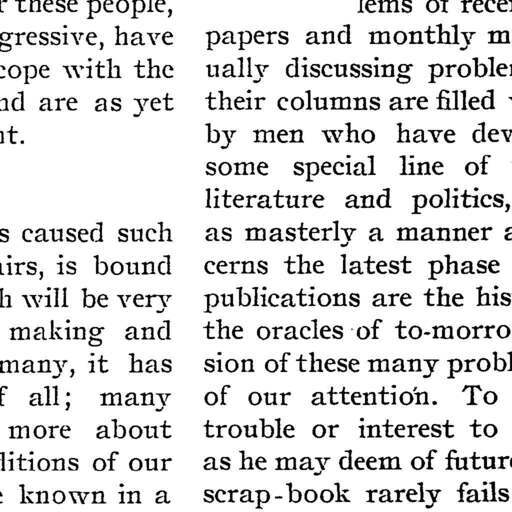 these people,
gressive, have
cope with the
nd are as yet
nt.
s caused such
airs, is bound
h will be very
making and
many, it has
f all; many
more about
ditions of our
e known in a
lems of rece
papers and monthly m
ually discussing proble
their columns are filled
by men who have dev
some special line of
literature and politics,
as masterly a manner a
cerns the latest phase
publications are the his
the oracles of to-morro
sion of these many probl
of our attention. To
trouble or interest to
as he may deem of future
scrap-book rarely fails